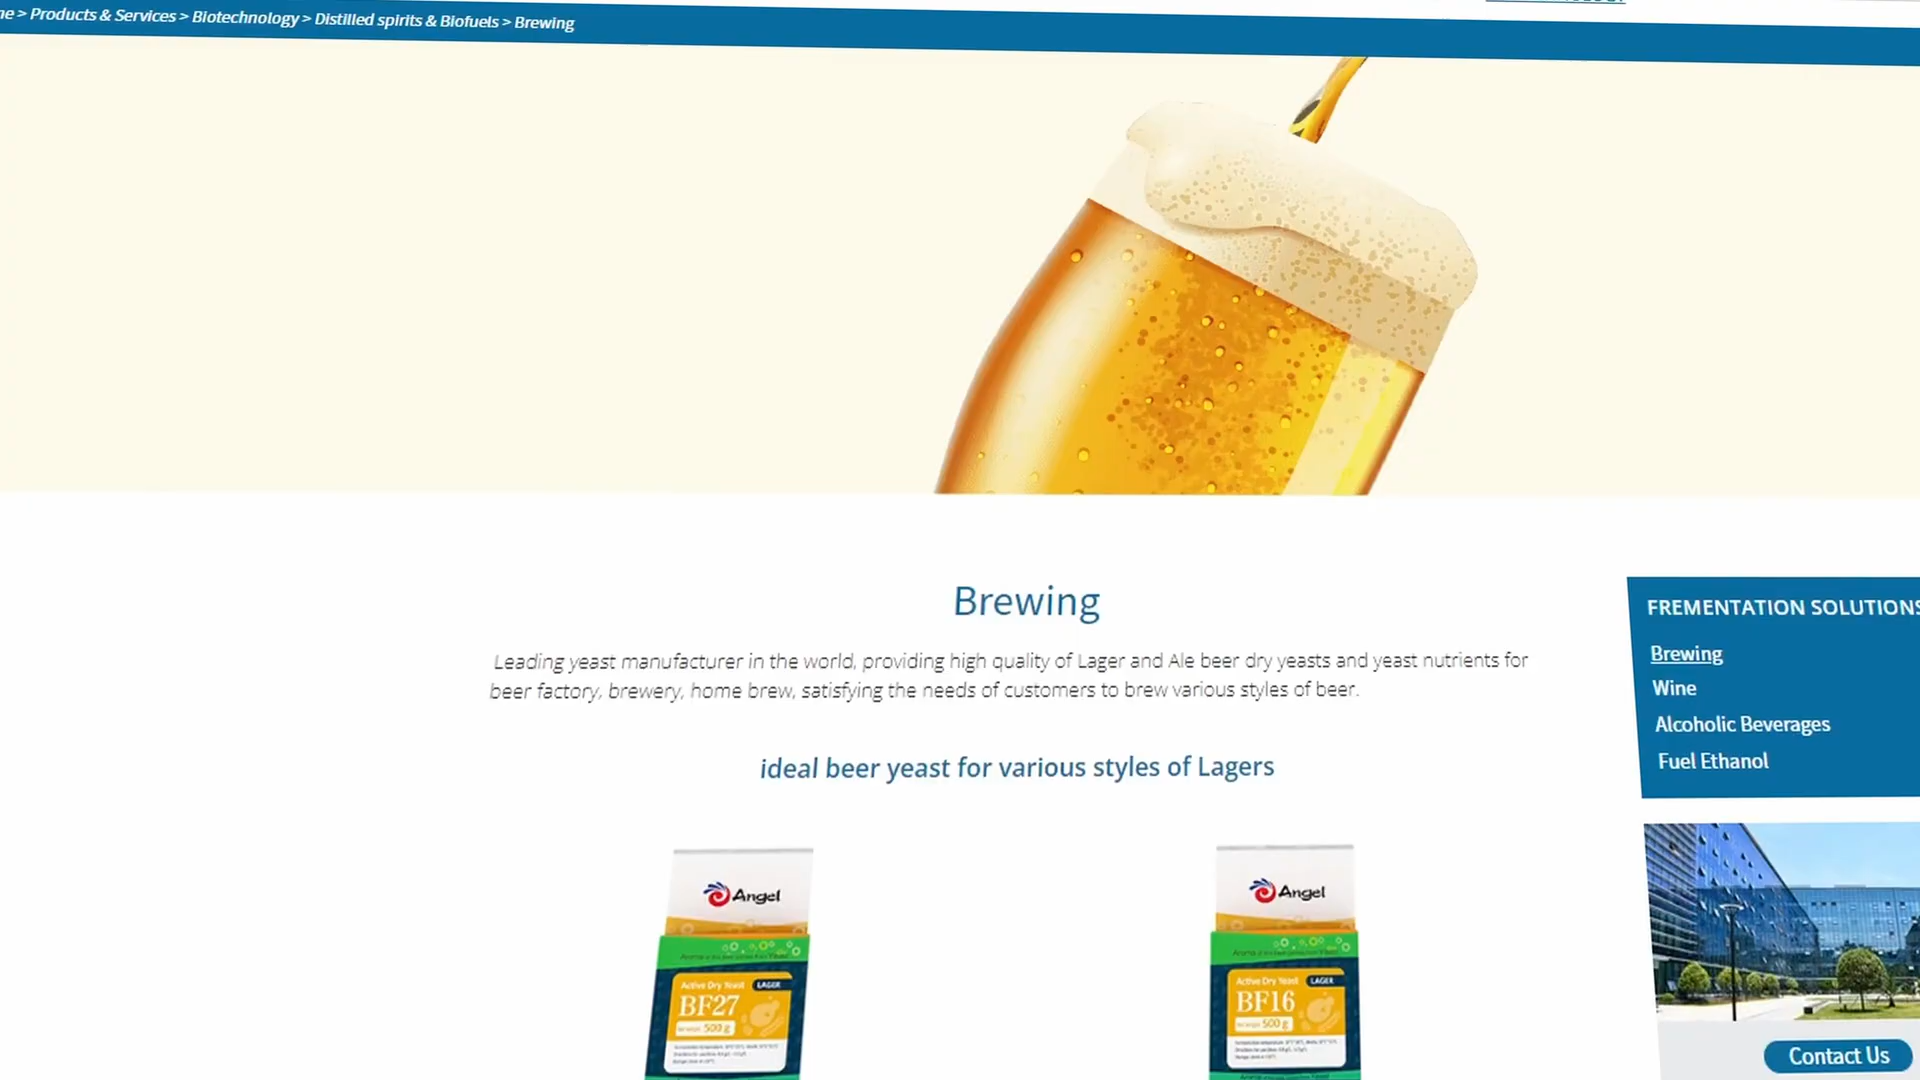 > Products & Services > Biotechnology > Distilled spirits & Biofuels > Brewing
Brewing
Leading yeast manufacturer in the world, providing high quality of Lager and Ale beer dry yeasts and yeast nutrients for
beer factory, brewery, home brew, satisfying the needs of customers to brew various styles of beer.
ideal beer yeast for various styles of Lagers
FREMENTATION SOLUTIONS
Brewing
Wine
Alcoholic Beverages
Fuel Ethanol
Angel
Active Dry Yeast LAGER
BF27
500 g
Angel
Active Dry Yeast LAGER
BF16
500 g
Contact Us